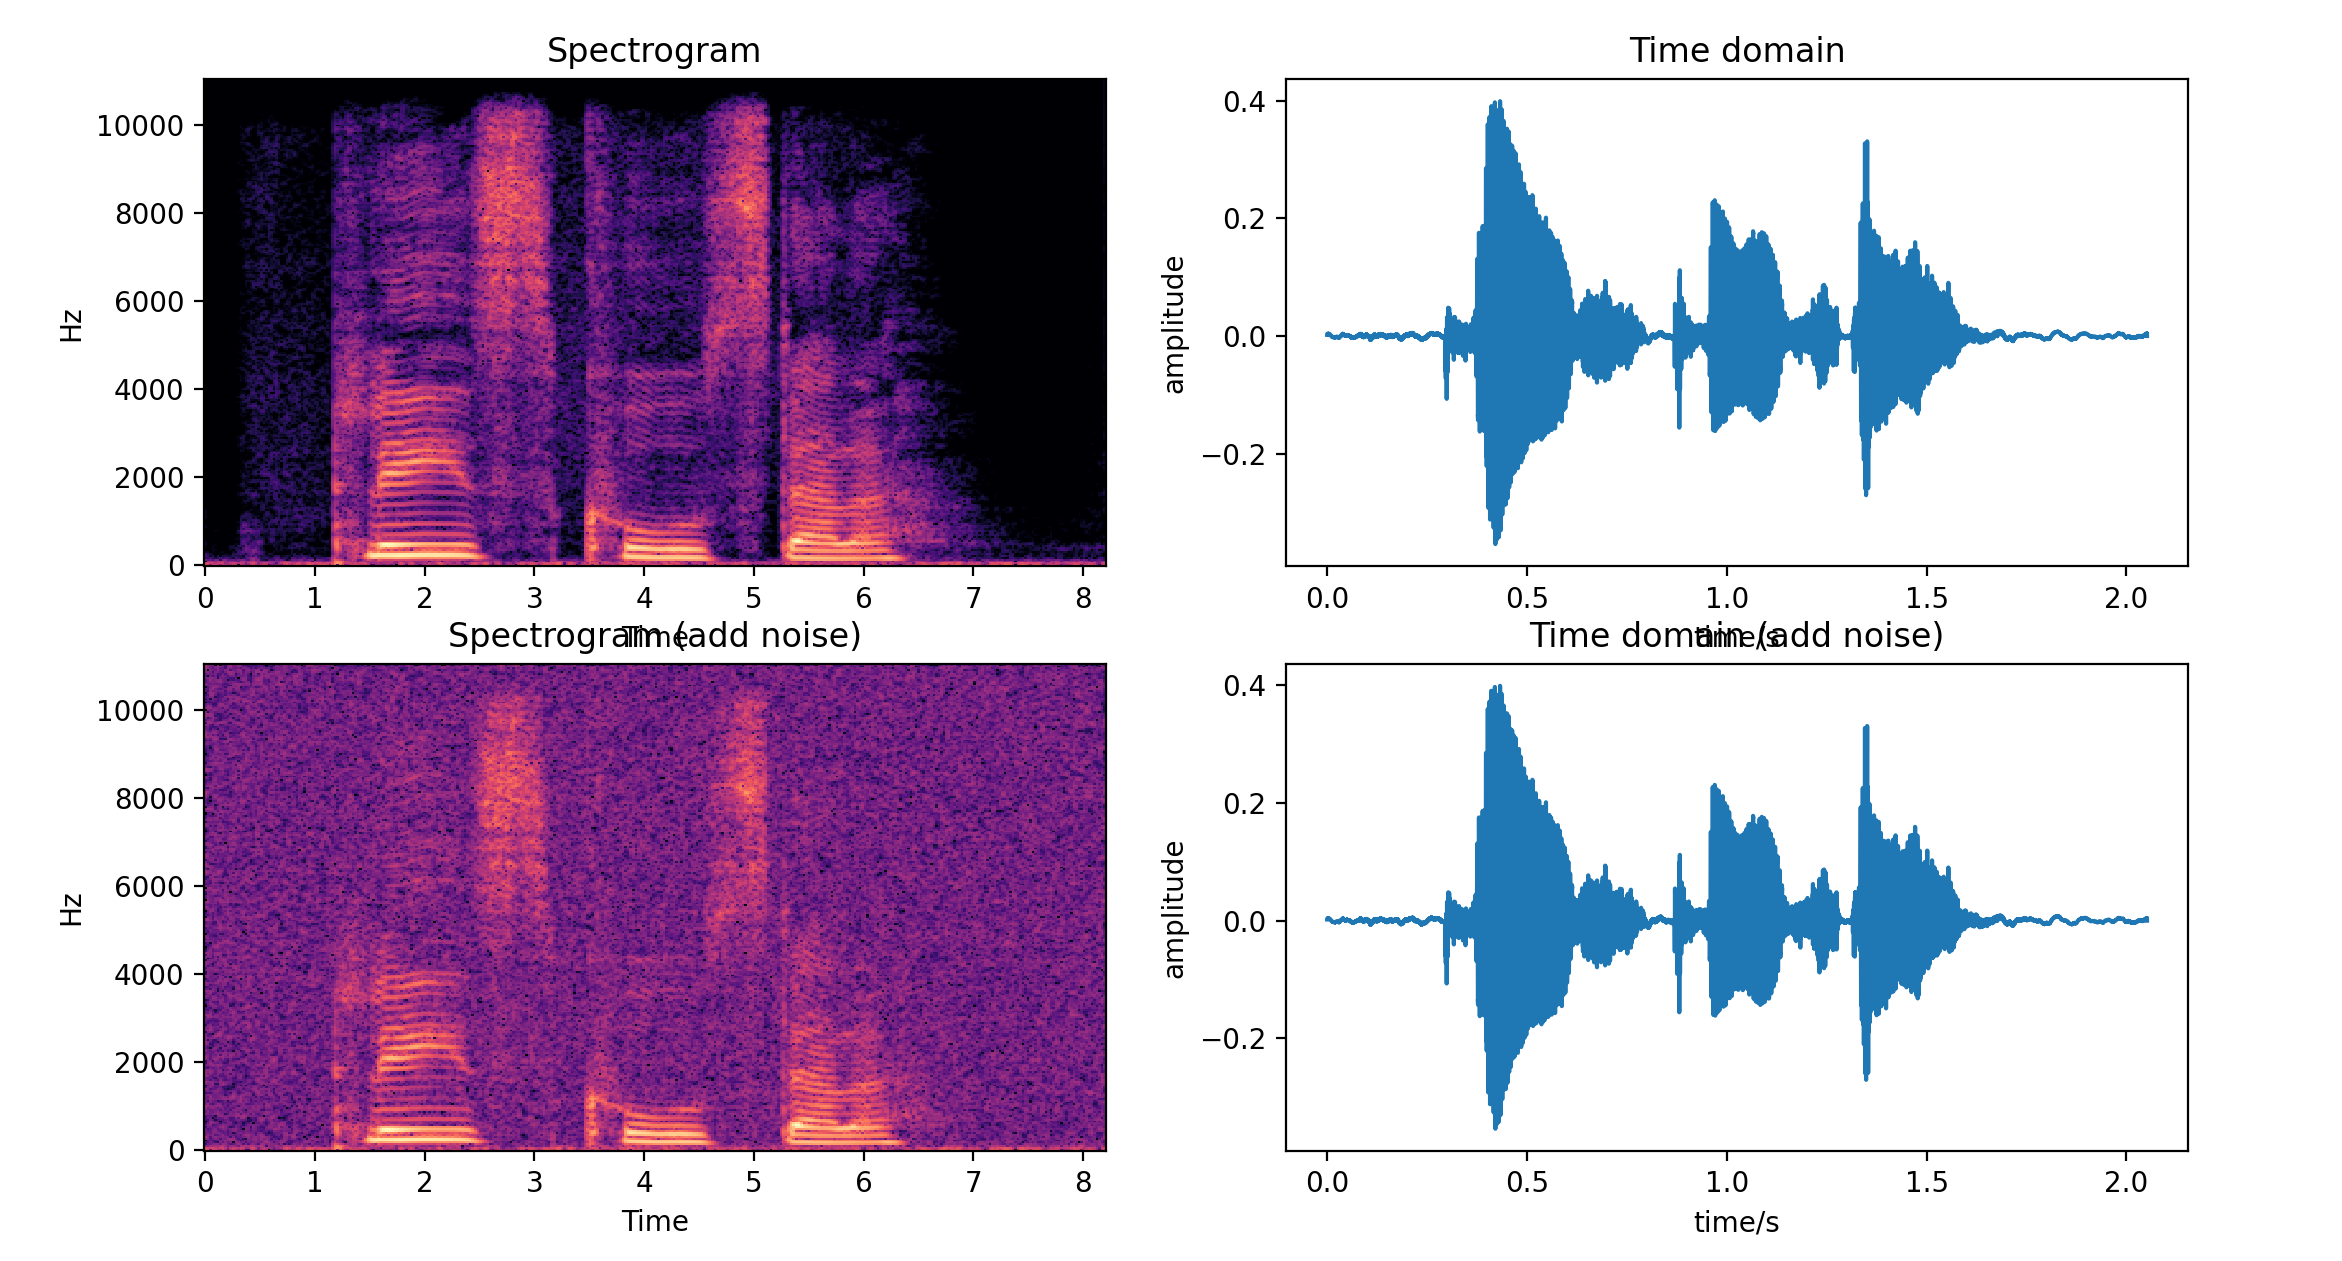 Spectrogram
Hz
10000
8000
6000
4000
2000
0
0 1 2 3 4 5 6 7 8
Time
Time domain
amplitude
0.4
0.2
0.0
−0.2
0.0 0.5 1.0 1.5 2.0
time/s
Spectrogram (add noise)
Hz
10000
8000
6000
4000
2000
0
0 1 2 3 4 5 6 7 8
Time
Time domain (add noise)
amplitude
0.4
0.2
0.0
−0.2
0.0 0.5 1.0 1.5 2.0
time/s